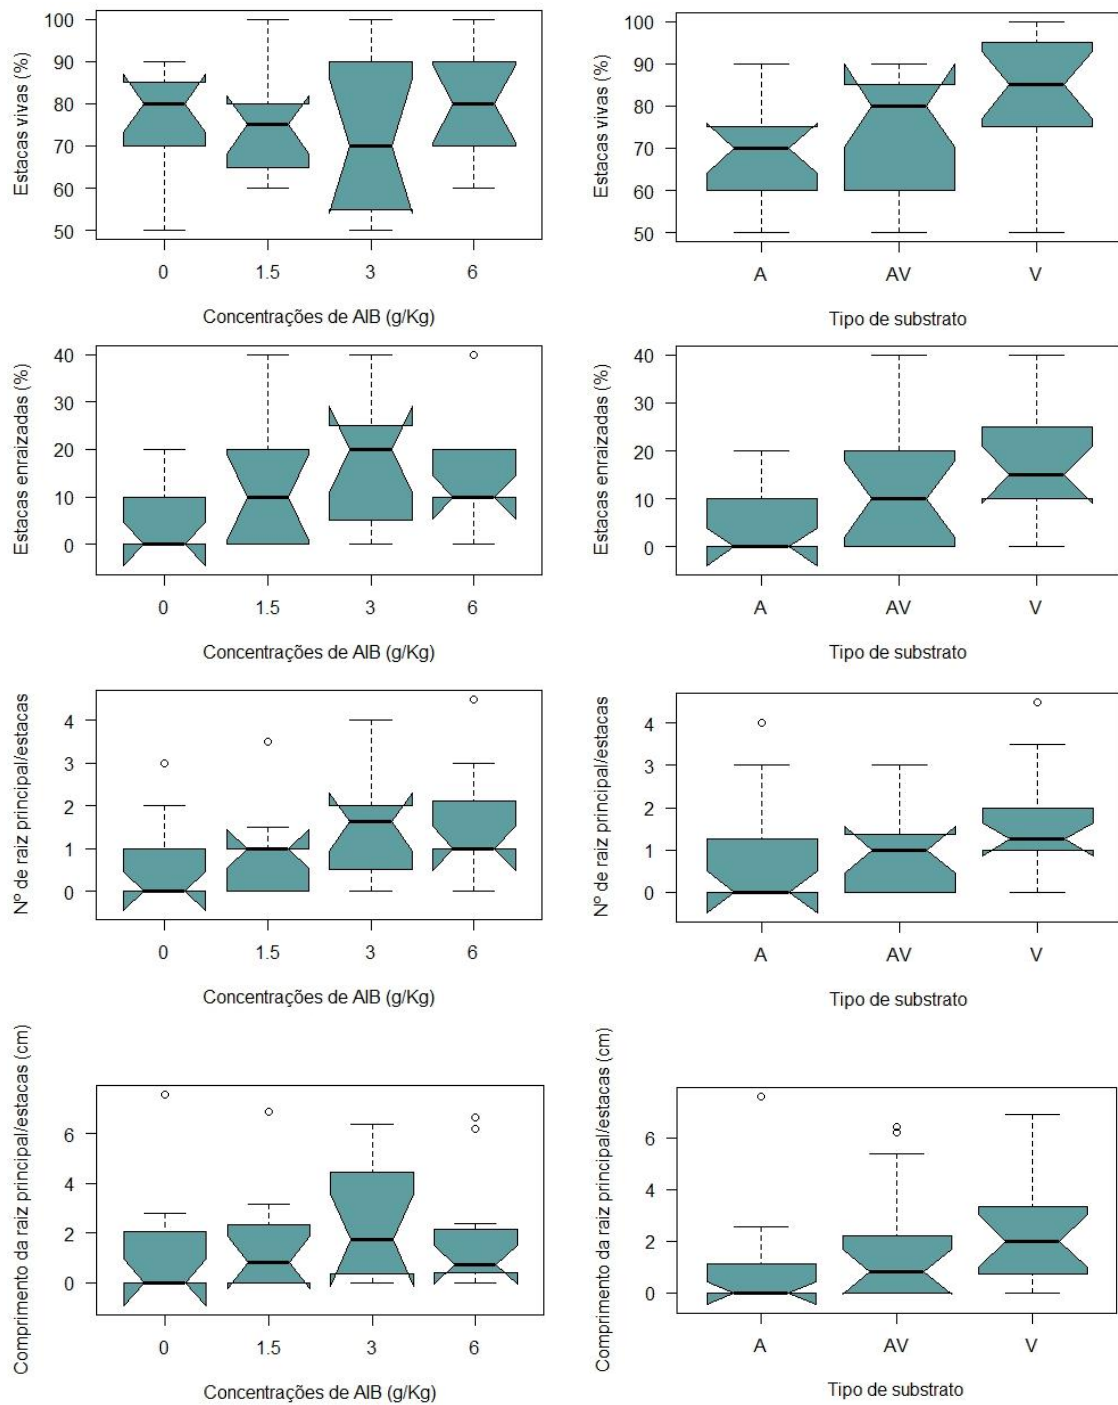 Estacas vivas (%)
100
90
80
70
60
50
0 1.5 3 6
Concentrações de AIB (g/Kg)
Estacas vivas (%)
100
90
80
70
60
50
A AV V
Tipo de substrato
Estacas enraizadas (%)
40
30
20
10
0
0 1.5 3 6
Concentrações de AIB (g/Kg)
Estacas enraizadas (%)
40
30
20
10
0
A AV V
Tipo de substrato
Nº de raiz principal/estacas
4
3
2
1
0
0 1.5 3 6
Concentrações de AIB (g/Kg)
Nº de raiz principal/estacas
4
3
2
1
0
A AV V
Tipo de substrato
Comprimento da raiz principal/estacas (cm)
6
4
2
0
0 1.5 3 6
Concentrações de AIB (g/Kg)
Comprimento da raiz principal/estacas (cm)
6
4
2
0
A AV V
Tipo de substrato